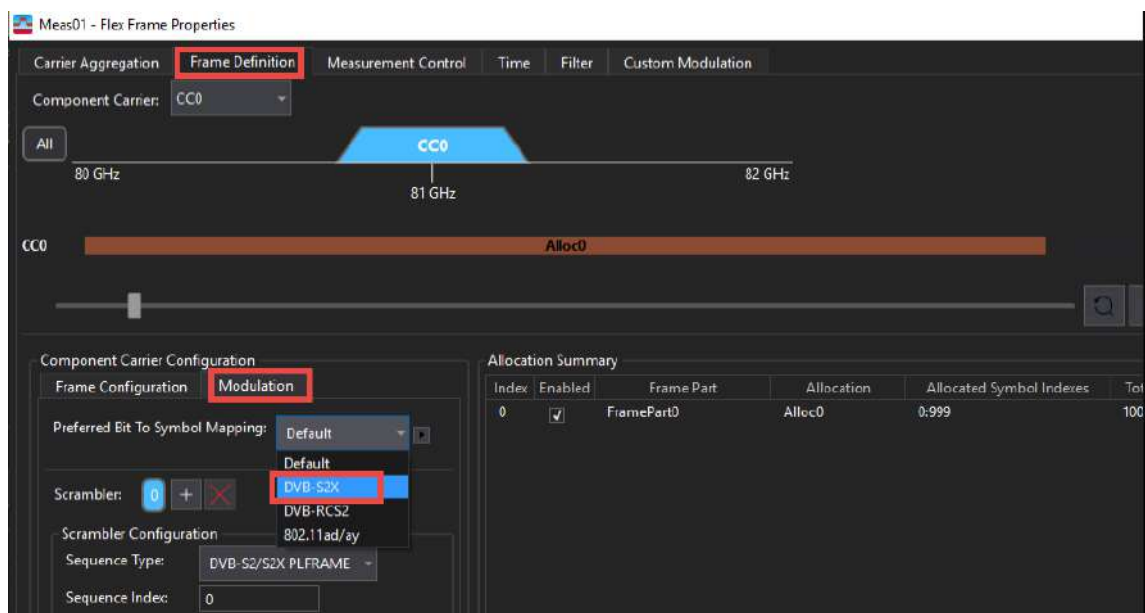 Meas01 - Flex Frame Properties
Carrier Aggregation Frame Definition Measurement Control Time Filter Custom Modulation
Component Carrier: CC0
All
CC0
80 GHz 81 GHz 82 GHz
CC0 Alloc0
Component Carrier Configuration
Frame Configuration Modulation
Preferred Bit To Symbol Mapping: Default
Default
DVB-S2X
DVB-RCS2
802.11ad/ay
Scrambler: 0 +
Scrambler Configuration
Sequence Type: DVB-S2/S2X PLFRAME
Sequence Index: 0
Allocation Summary
Index Enabled Frame Part Allocation Allocated Symbol Indexes Tot
0 FramePart0 Alloc0 0:999 100